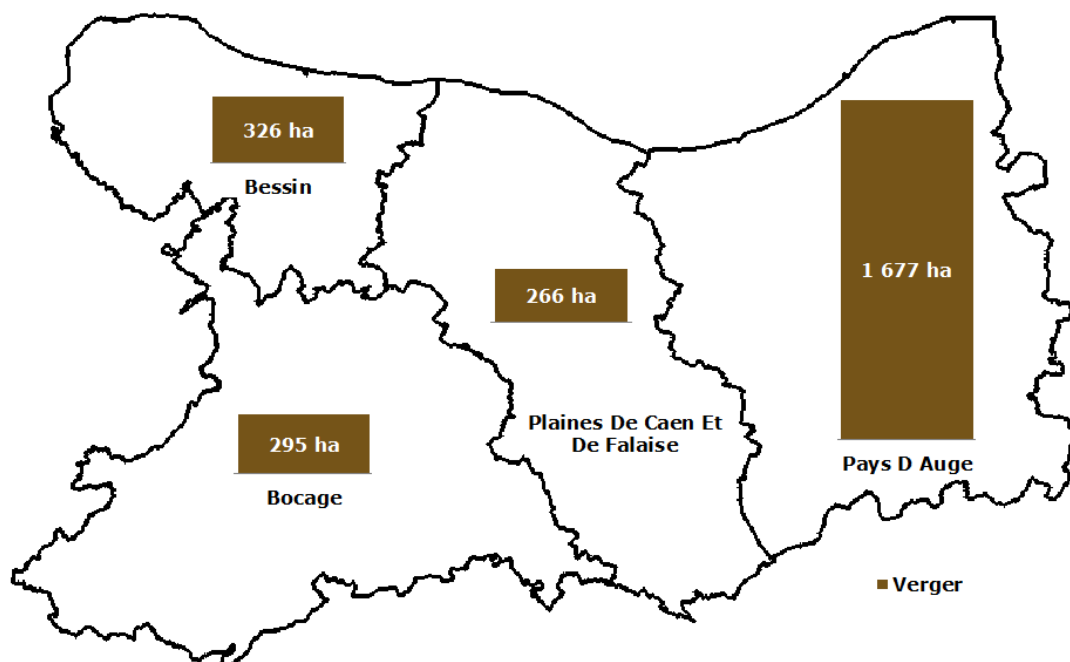 326 ha
Bessin
266 ha
1 677 ha
295 ha
Bocage
Plaines De Caen Et
De Falaise
Pays D Auge
Verger